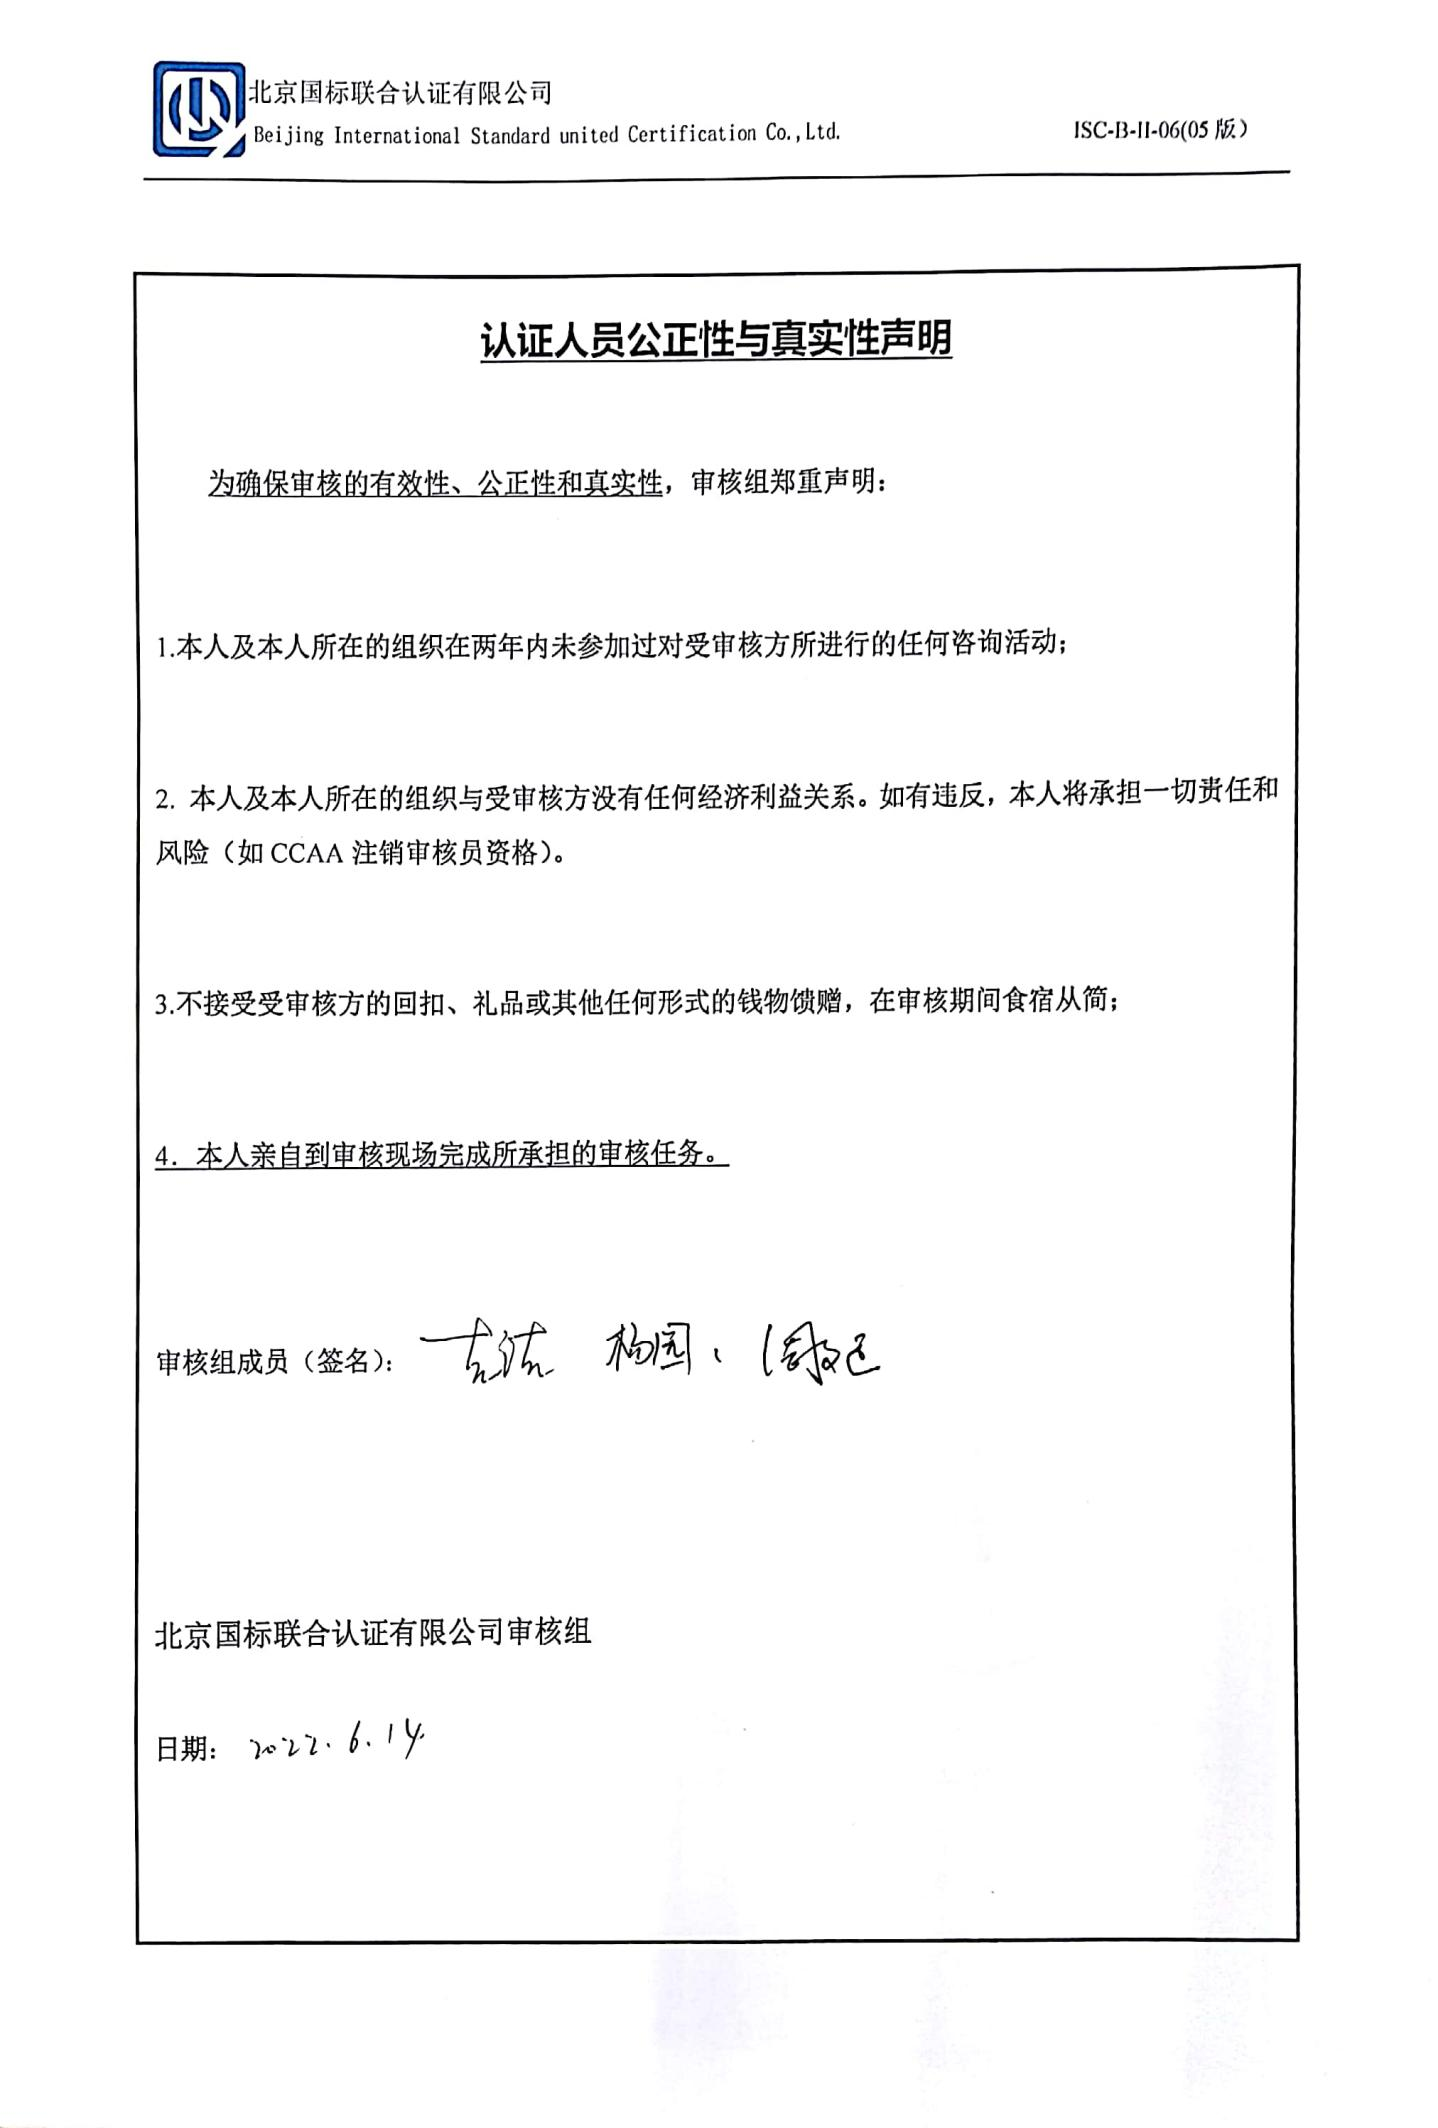 北京国标联合认证有限公司
Beijing International Standard united Certification Co.,Ltd.
ISC-B-II-06(05版)
认证人员公正性与真实性声明
为确保审核的有效性、公正性和真实性，审核组郑重声明：
1.本人及本人所在的组织在两年内未参加过对受审核方所进行的任何咨询活动；
2. 本人及本人所在的组织与受审核方没有任何经济利益关系。如有违反，本人将承担一切责任和
风险（如 CCAA 注销审核员资格）。
3.不接受受审核方的回扣、礼品或其他任何形式的钱物馈赠，在审核期间食宿从简；
4．本人亲自到审核现场完成所承担的审核任务。
审核组成员（签名）： 吉洁 杨园
北京国标联合认证有限公司审核组
日期： 2022.6.14.